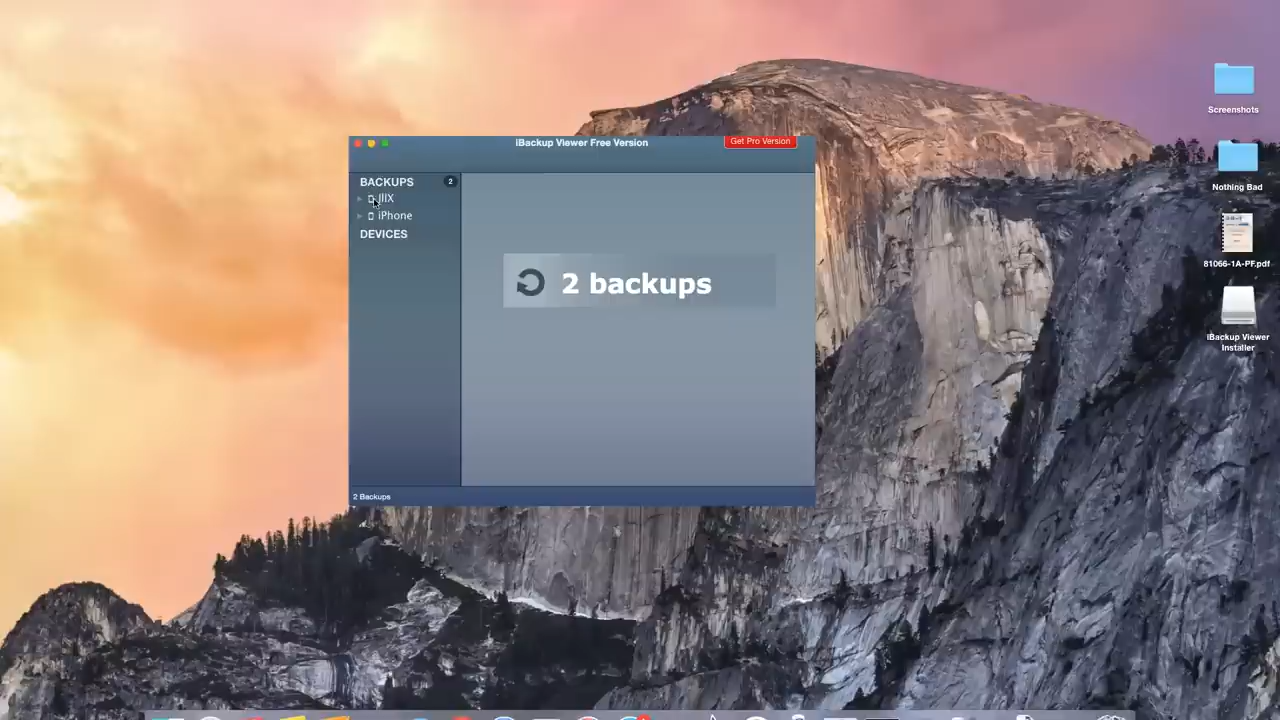 iBackup Viewer Free Version
Get Pro Version
BACKUPS
2
iPhone
DEVICES
2 backups
2 Backups
Screenshots
Nothing Bad
81066-1A-PF.pdf
iBackup Viewer
Installer